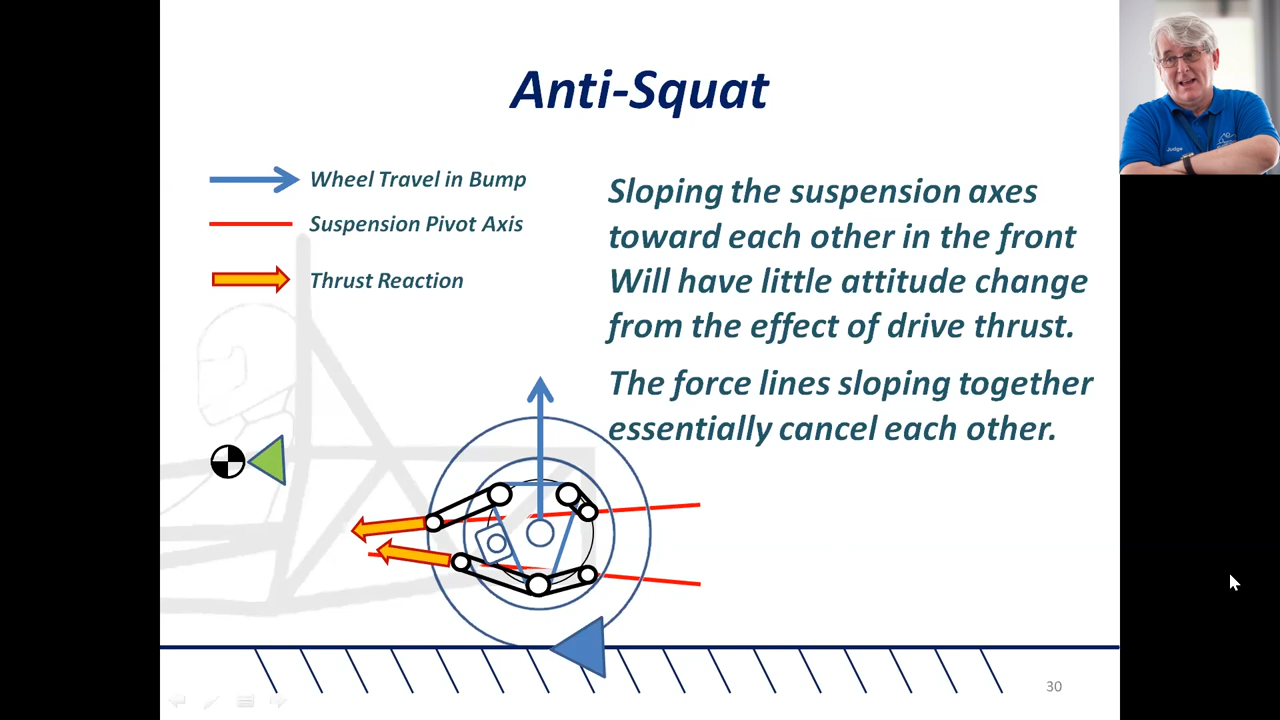 Anti-Squat
Wheel Travel in Bump
Suspension Pivot Axis
Thrust Reaction
Sloping the suspension axes
toward each other in the front
Will have little attitude change
from the effect of drive thrust.
The force lines sloping together
essentially cancel each other.
Judge
30